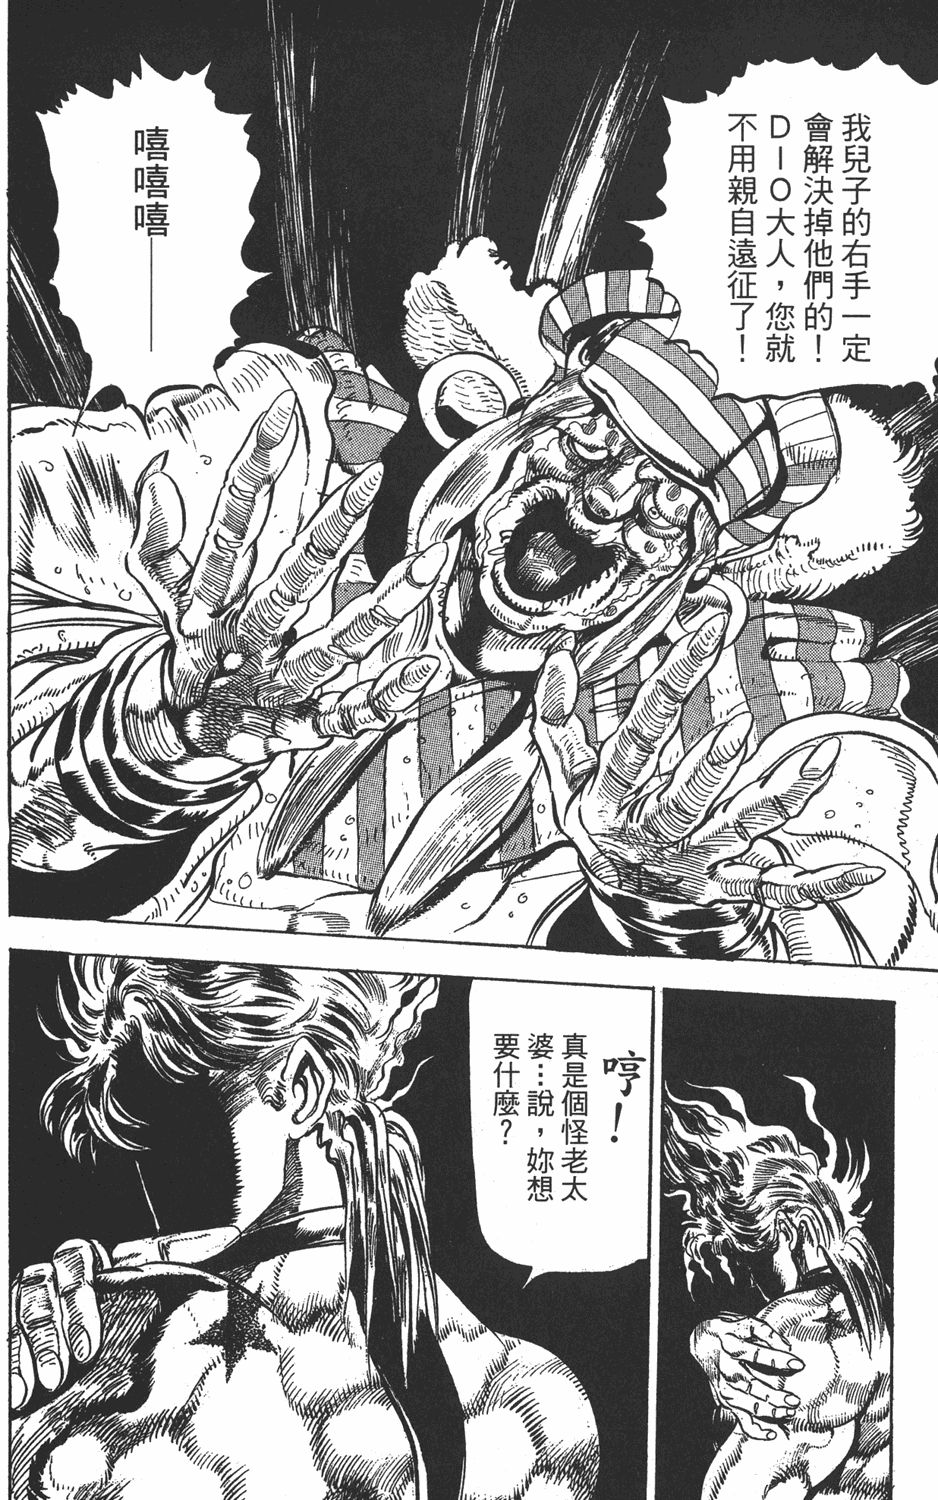 我兒子的右手一定
會解決掉他們的！
DIO大人，您就
不用親自遠征了！
嘻嘻嘻——
哼！
真是個怪老太
婆…說，妳想
要什麼？